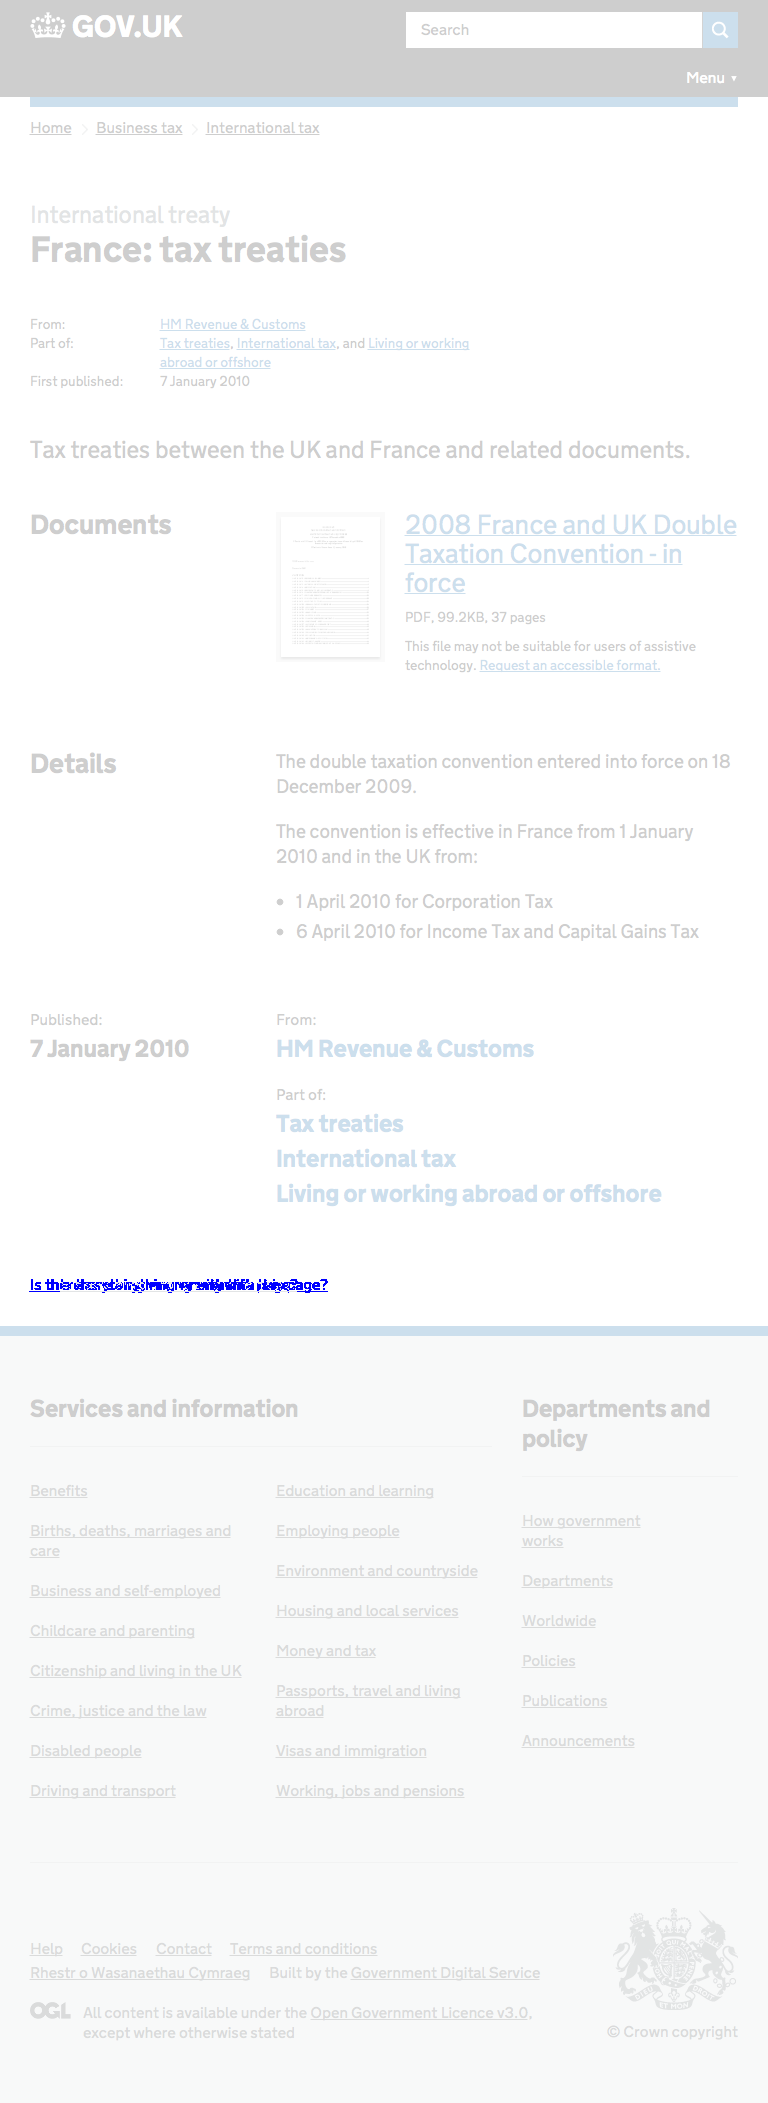 GOV.UK
Search
Menu ▼
Home > Business tax > International tax
International treaty
France: tax treaties
From: HM Revenue & Customs
Part of: Tax treaties, International tax, and Living or working
abroad or offshore
First published: 7 January 2010
Tax treaties between the UK and France and related documents.
Documents
2008 France and UK Double
Taxation Convention - in
force
PDF, 99.2KB, 37 pages
This file may not be suitable for users of assistive
technology. Request an accessible format.
Details
The double taxation convention entered into force on 18
December 2009.
The convention is effective in France from 1 January
2010 and in the UK from:
• 1 April 2010 for Corporation Tax
• 6 April 2010 for Income Tax and Capital Gains Tax
Published:
7 January 2010
From:
HM Revenue & Customs
Part of:
Tax treaties
International tax
Living or working abroad or offshore
Is
Services and information
Benefits
Births, deaths, marriages and
care
Business and self-employed
Childcare and parenting
Citizenship and living in the UK
Crime, justice and the law
Disabled people
Driving and transport
Education and learning
Employing people
Environment and countryside
Housing and local services
Money and tax
Passports, travel and living
abroad
Visas and immigration
Working, jobs and pensions
Departments and
policy
How government
works
Departments
Worldwide
Policies
Publications
Announcements
Help Cookies Contact Terms and conditions
Rhestr o Wasanaethau Cymraeg Built by the Government Digital Service
OGL All content is available under the Open Government Licence v3.0,
except where otherwise stated
© Crown copyright